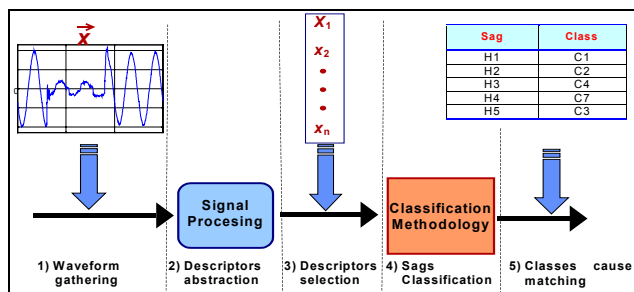 x
0
x1
x2
xn
Sag Class
H1 C1
H2 C2
H3 C4
H4 C7
H5 C3
Signal
Procesing
Classification
Methodology
1) Waveform
gathering
2) Descriptors
abstraction
3) Descriptors
selection
4) Sags
Classification
5) Classes cause
matching